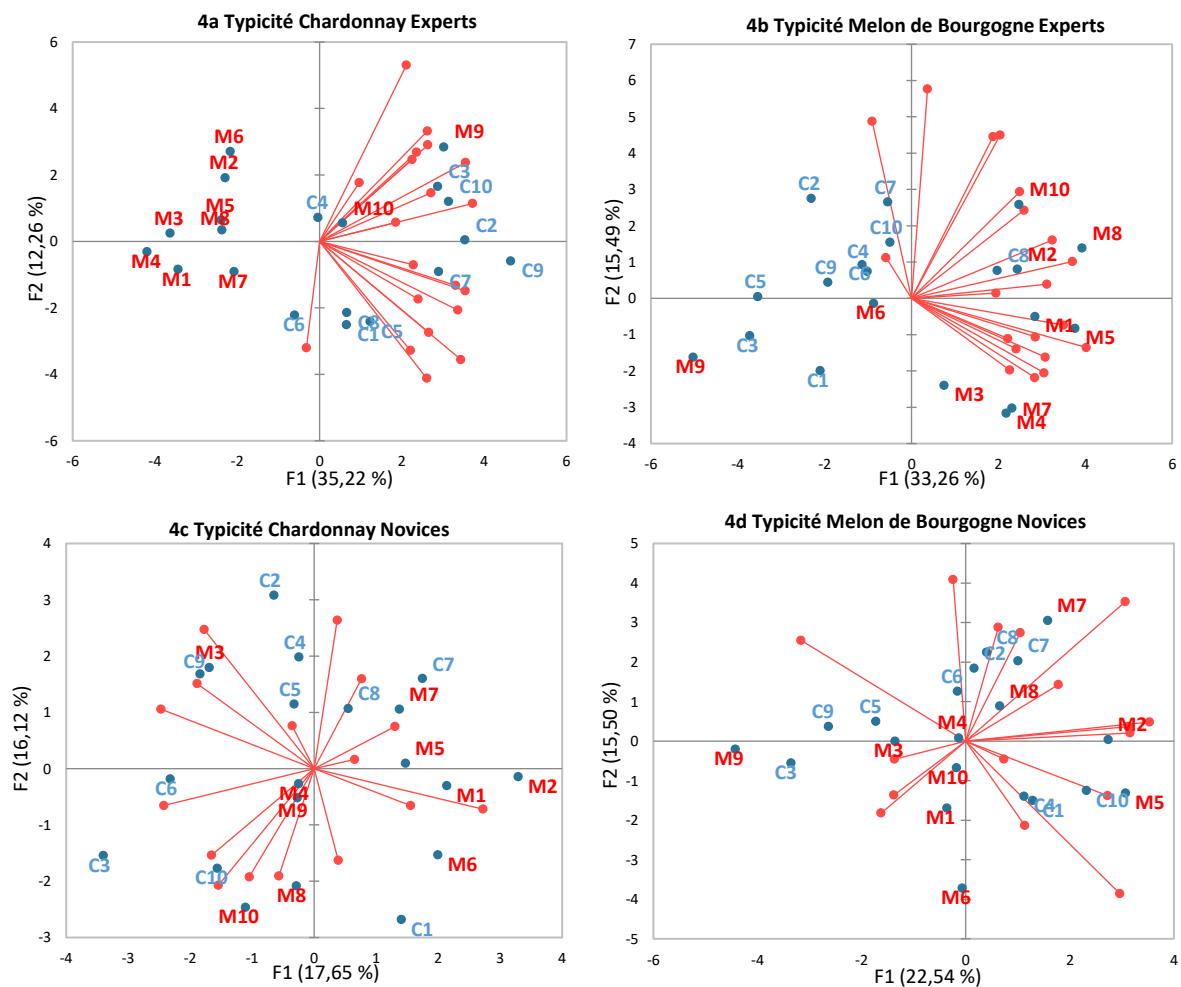 4a Typicité Chardonnay Experts
6
4
2
0
-2
-4
-6
-6
-4
-2
0
2
4
6
F2 (12,26 %)
F1 (35,22 %)
M6
M2
M5
M8
M3
M4
M1
M7
M9
C3
C10
C4
M10
C2
C9
C7
C6
C8
C1
C5
4b Typicité Melon de Bourgogne Experts
7
6
5
4
3
2
1
0
-1
-2
-3
-4
-6
-4
-2
0
2
4
6
F2 (15,49 %)
F1 (33,26 %)
C2
C7
M10
C10
M8
C4
C6
C8
M2
C9
C5
M6
M1
M5
C3
M9
C1
M3
M7
M4
4c Typicité Chardonnay Novices
4
3
2
1
0
-1
-2
-3
-4
-3
-2
-1
0
1
2
3
4
F2 (16,12 %)
F1 (17,65 %)
C2
M3
C9
C4
C7
C5
C8
M7
M5
C6
M4
M9
M1
M2
C3
C10
M8
M6
M10
C1
4d Typicité Melon de Bourgogne Novices
5
4
3
2
1
0
-1
-2
-3
-4
-5
-6
-4
-2
0
2
4
F2 (15,50 %)
F1 (22,54 %)
M7
C8
C7
C2
C6
M8
C5
C9
M4
M2
M9
M3
C3
M10
M1
C4
C1
C10
M5
M6